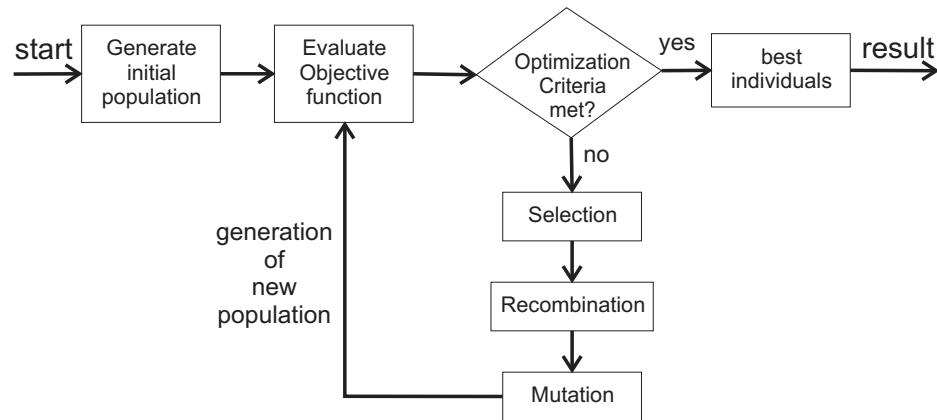 start
Generate
initial
population
Evaluate
Objective
function
Optimization
Criteria
met?
yes
best
individuals
result
no
Selection
generation
of
new
population
Recombination
Mutation